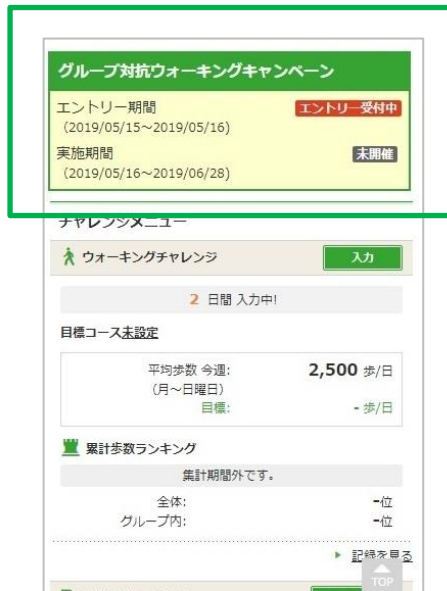 グループ対抗ウォーキングキャンペーン
エントリー期間 エントリー受付中
（2019/05/15～2019/05/16）
実施期間 未開催
（2019/05/16～2019/06/28）
チャレンジメニュー
ウォーキングチャレンジ 入力
2 日間 入力中!
目標コース未設定
平均歩数 今週: 2,500 歩/日
（月～日曜日）
目標: - 歩/日
累計歩数ランキング
集計期間外です。
全体: -位
グループ内: -位
記録を見る
TOP